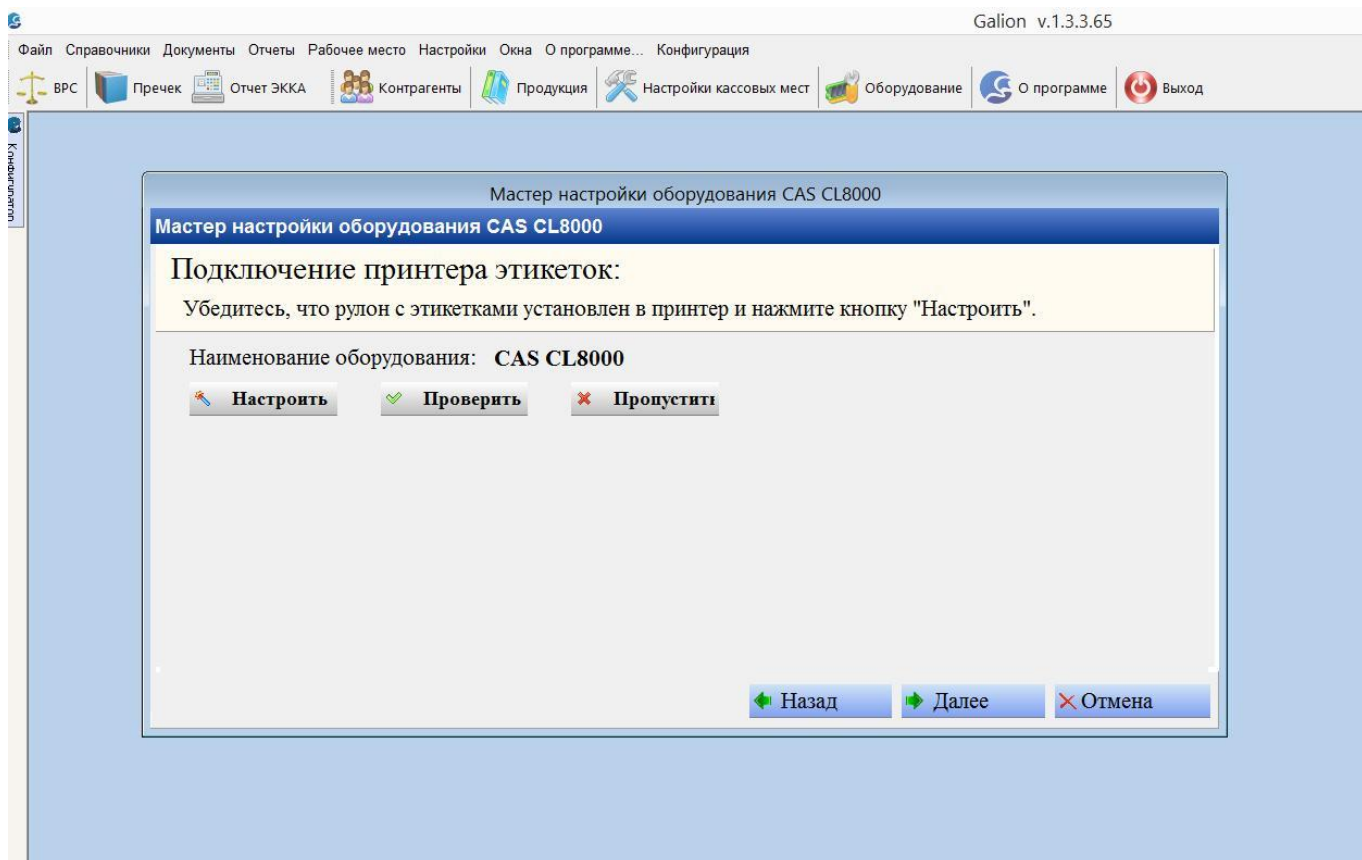 Galion v.1.3.3.65
Файл Справочники Документы Отчеты Рабочее место Настройки Окна О программе... Конфигурация
ВРС Пречек Отчет ЭККА Контрагенты Продукция Настройки кассовых мест Оборудование О программе Выход
Конфигуратор
Мастер настройки оборудования CAS CL8000
Мастер настройки оборудования CAS CL8000
Подключение принтера этикеток:
Убедитесь, что рулон с этикетками установлен в принтер и нажмите кнопку "Настроить".
Наименование оборудования: CAS CL8000
Настроить Проверить Пропустить
Назад Далее Отмена